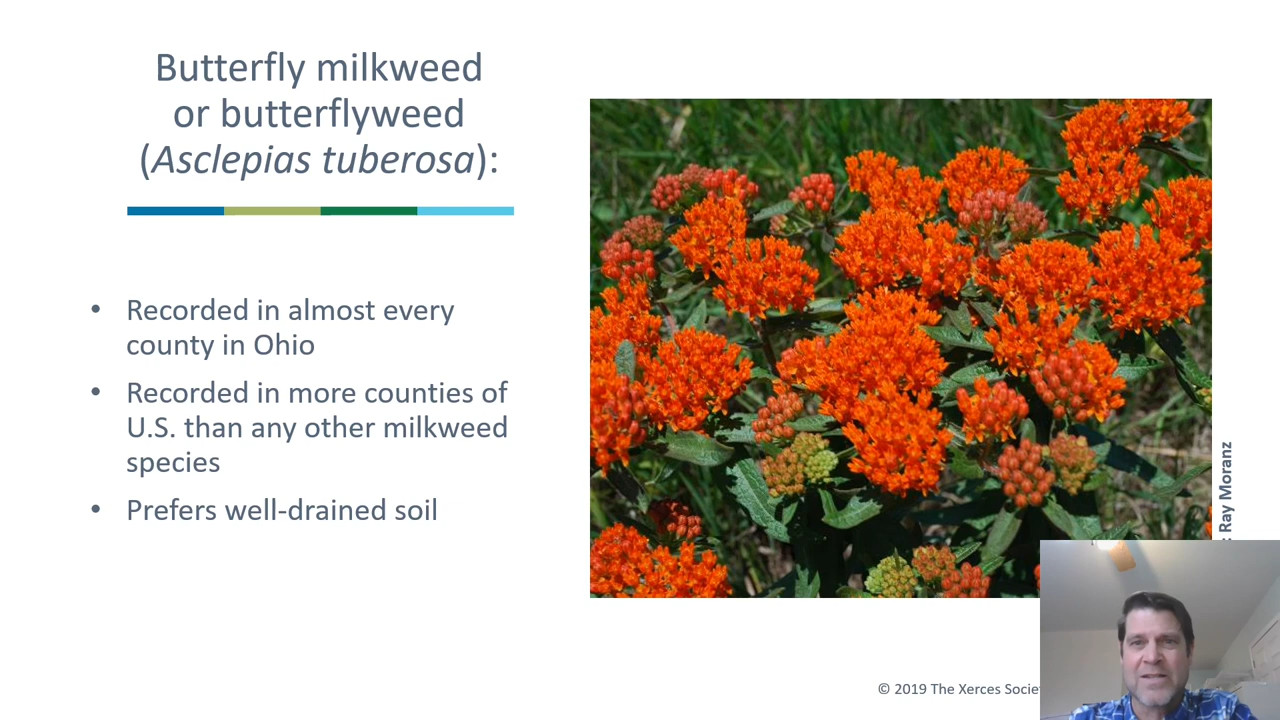 Butterfly milkweed
or butterflyweed
(Asclepias tuberosa):
• Recorded in almost every
county in Ohio
• Recorded in more counties of
U.S. than any other milkweed
species
• Prefers well-drained soil
: Ray Moranz
© 2019 The Xerces